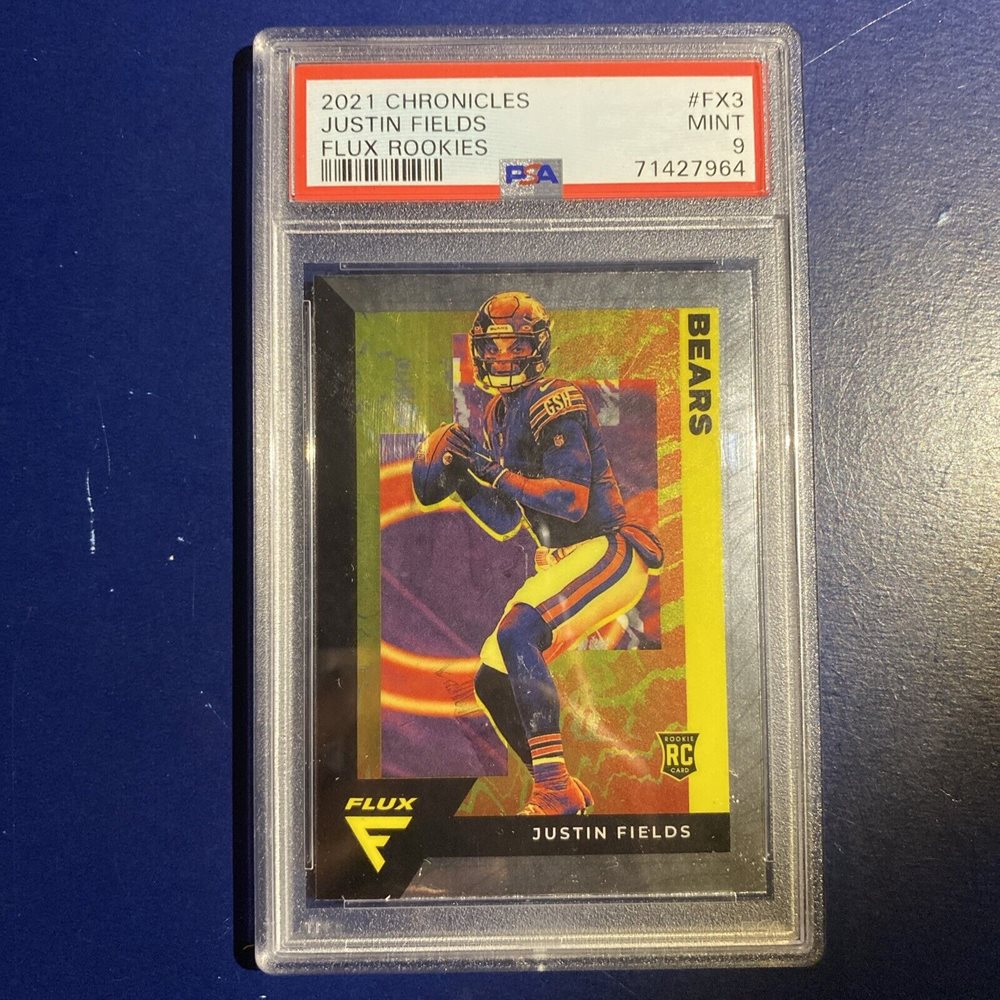 2021 CHRONICLES #FX3
JUSTIN FIELDS MINT
FLUX ROOKIES 9
PSA 71427964
BEARS
GSH
ROOKIE
RC
CARD
FLUX
F
JUSTIN FIELDS